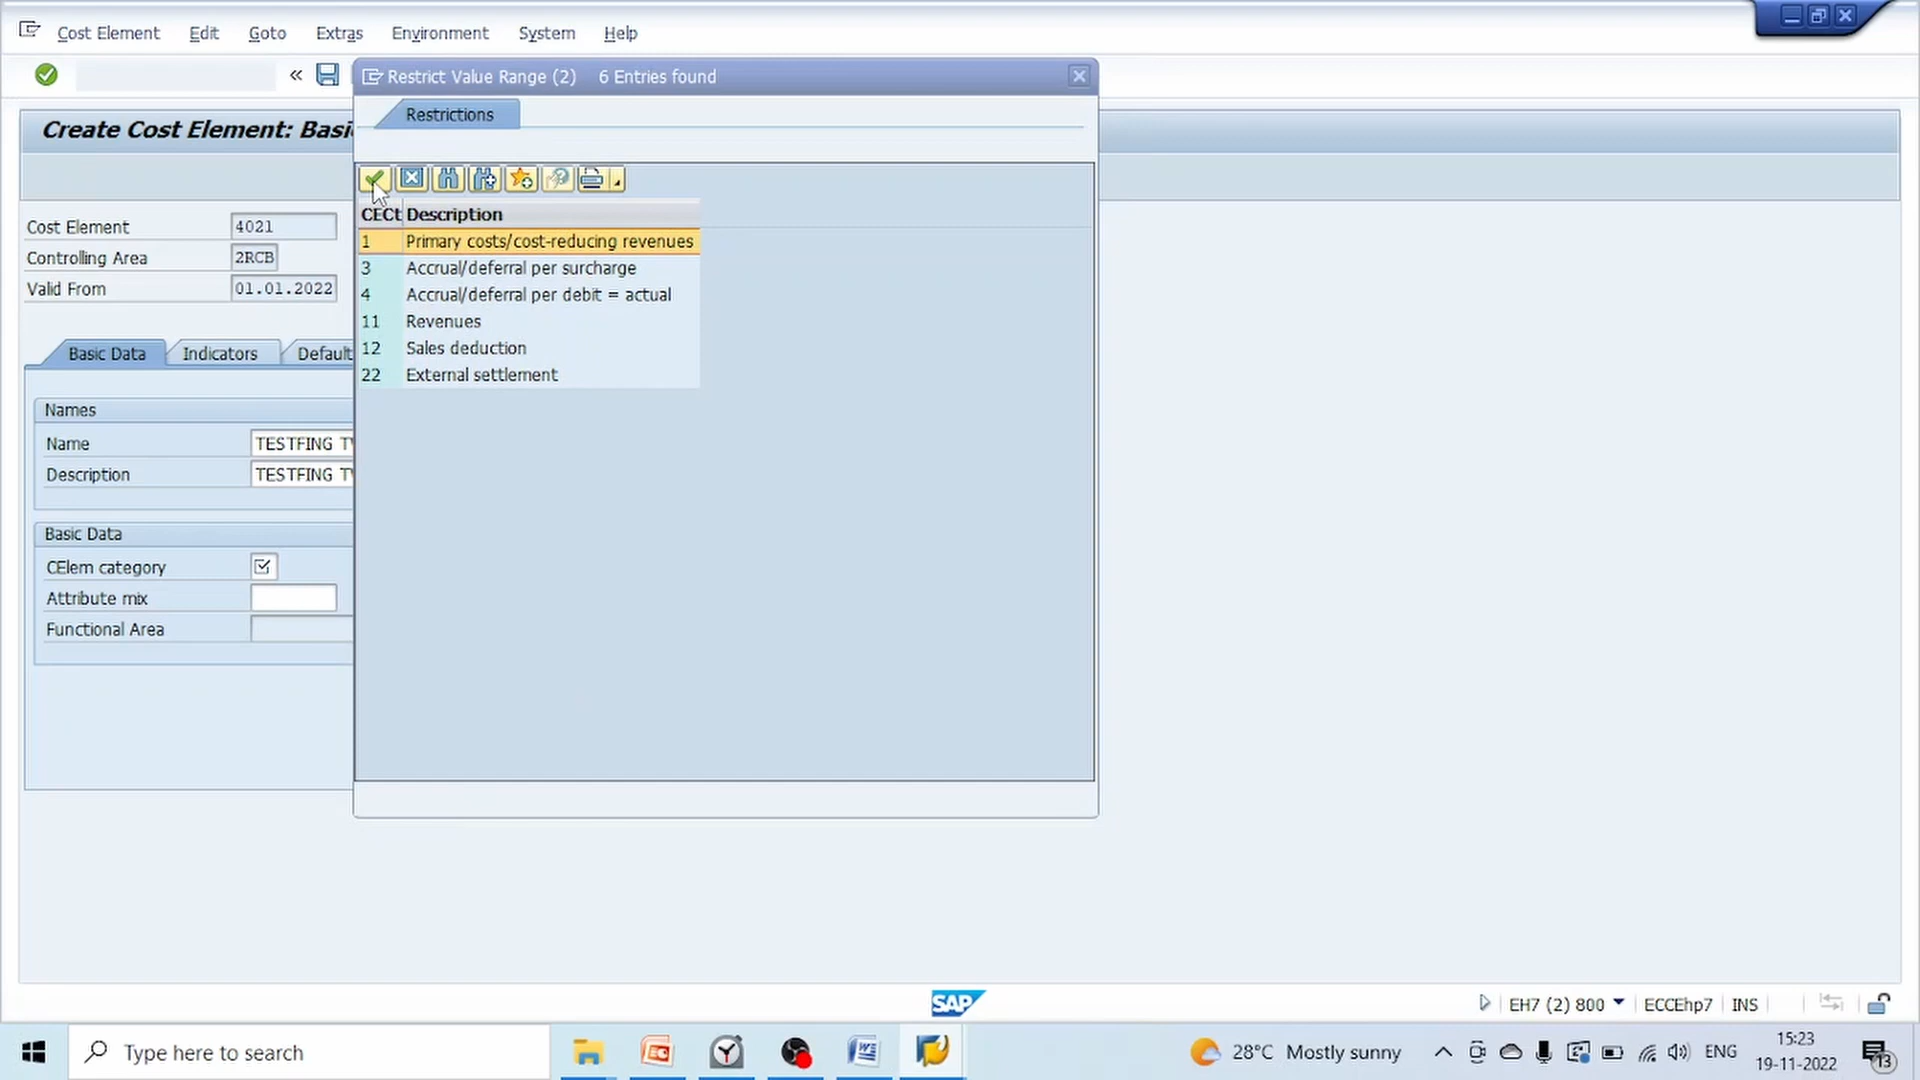 Cost Element Edit Goto Extras Environment System Help
«
Restrict Value Range (2) 6 Entries found
Restrictions
Create Cost Element: Basi
CECt Description
1 Primary costs/cost-reducing revenues
3 Accrual/deferral per surcharge
4 Accrual/deferral per debit = actual
11 Revenues
12 Sales deduction
22 External settlement
Cost Element 4021
Controlling Area 2RCB
Valid From 01.01.2022
Basic Data Indicators Default
Names
Name TESTFING TV
Description TESTFING TV
Basic Data
CElem category
Attribute mix
Functional Area
SAP
EH7 (2) 800 ECCEhp7 INS
Type here to search
28°C Mostly sunny
ENG
15:23
19-11-2022
13